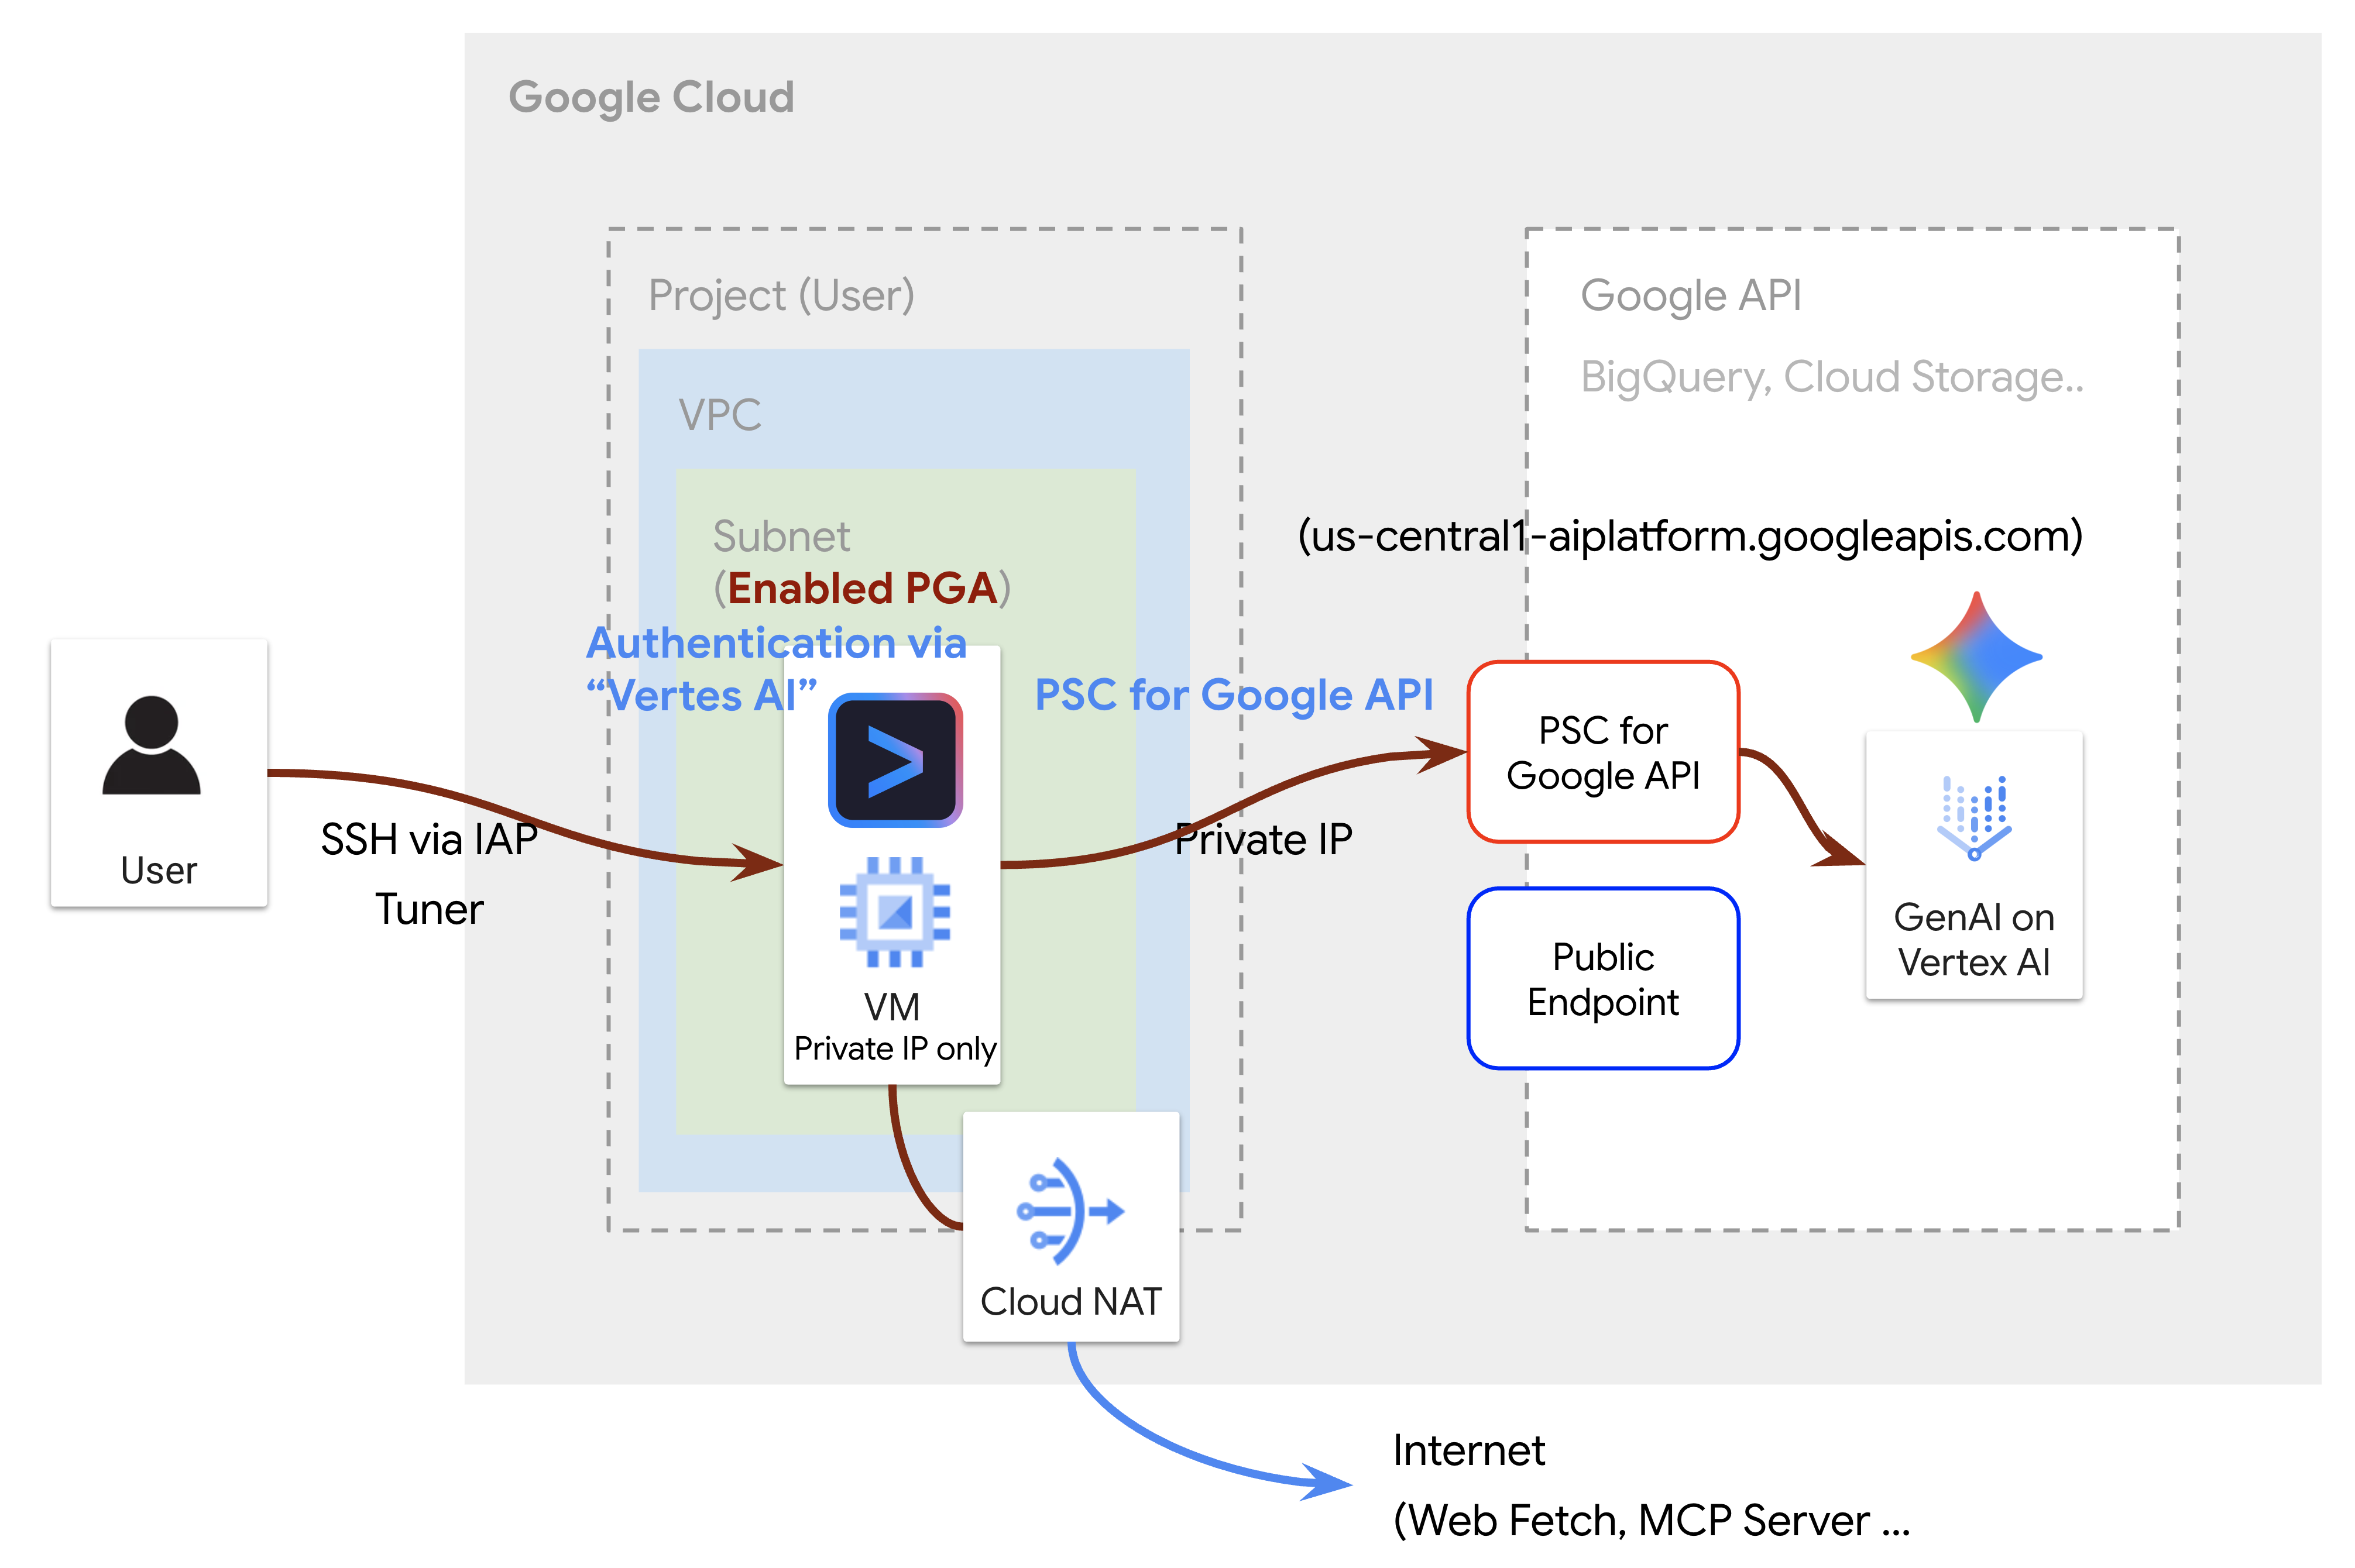 Google Cloud
Project (User)
Google API
BigQuery, Cloud Storage..
VPC
Subnet
(Enabled PGA)
(us-central1-aiplatform.googleapis.com)
Authentication via
“Vertes AI”
PSC for Google API
PSC for
Google API
User
SSH via IAP
Tuner
Private IP
VM
Private IP only
Public
Endpoint
GenAI on
Vertex AI
Cloud NAT
Internet
(Web Fetch, MCP Server ...